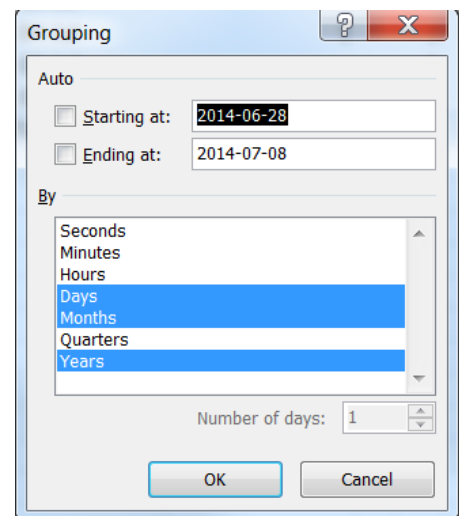 Grouping
Auto
Starting at: 2014-06-28
Ending at: 2014-07-08
By
Seconds
Minutes
Hours
Days
Months
Quarters
Years
Number of days: 1
OK Cancel